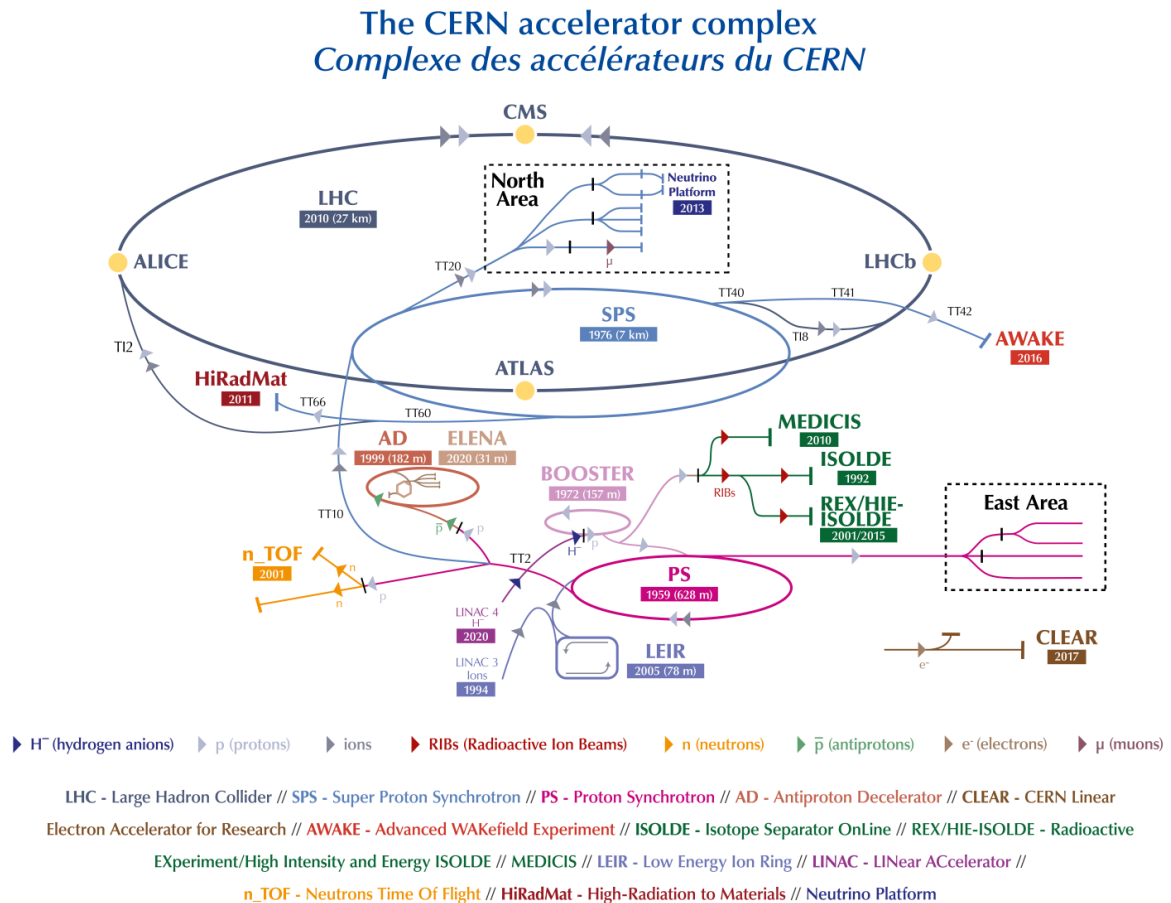 The CERN accelerator complex
Complexe des accélérateurs du CERN
CMS
North
Area
Neutrino
Platform
2013
LHC
2010 (27 km)
μ
ALICE
LHCb
TT20
TT40
TT41
TT42
SPS
1976 (7 km)
TI8
TI2
AWAKE
2016
ATLAS
HiRadMat
2011
TT66
TT60
MEDICIS
2010
AD
1999 (182 m)
ELENA
2020 (31 m)
BOOSTER
1972 (157 m)
ISOLDE
1992
RIBs
REX/HIE-
ISOLDE
2001/2015
East Area
TT10
p̅
p
TT2
H⁻
p
n_TOF
2001
n
n
p
PS
1959 (628 m)
LINAC 4
H⁻
2020
CLEAR
2017
e⁻
LEIR
2005 (78 m)
LINAC 3
Ions
1994
H⁻ (hydrogen anions) p (protons) ions RIBs (Radioactive Ion Beams) n (neutrons) p̅ (antiprotons) e⁻ (electrons) μ (muons)
LHC - Large Hadron Collider // SPS - Super Proton Synchrotron // PS - Proton Synchrotron // AD - Antiproton Decelerator // CLEAR - CERN Linear
Electron Accelerator for Research // AWAKE - Advanced WAKefield Experiment // ISOLDE - Isotope Separator OnLine // REX/HIE-ISOLDE - Radioactive
EXperiment/High Intensity and Energy ISOLDE // MEDICIS // LEIR - Low Energy Ion Ring // LINAC - LINear ACcelerator //
n_TOF - Neutrons Time Of Flight // HiRadMat - High-Radiation to Materials // Neutrino Platform